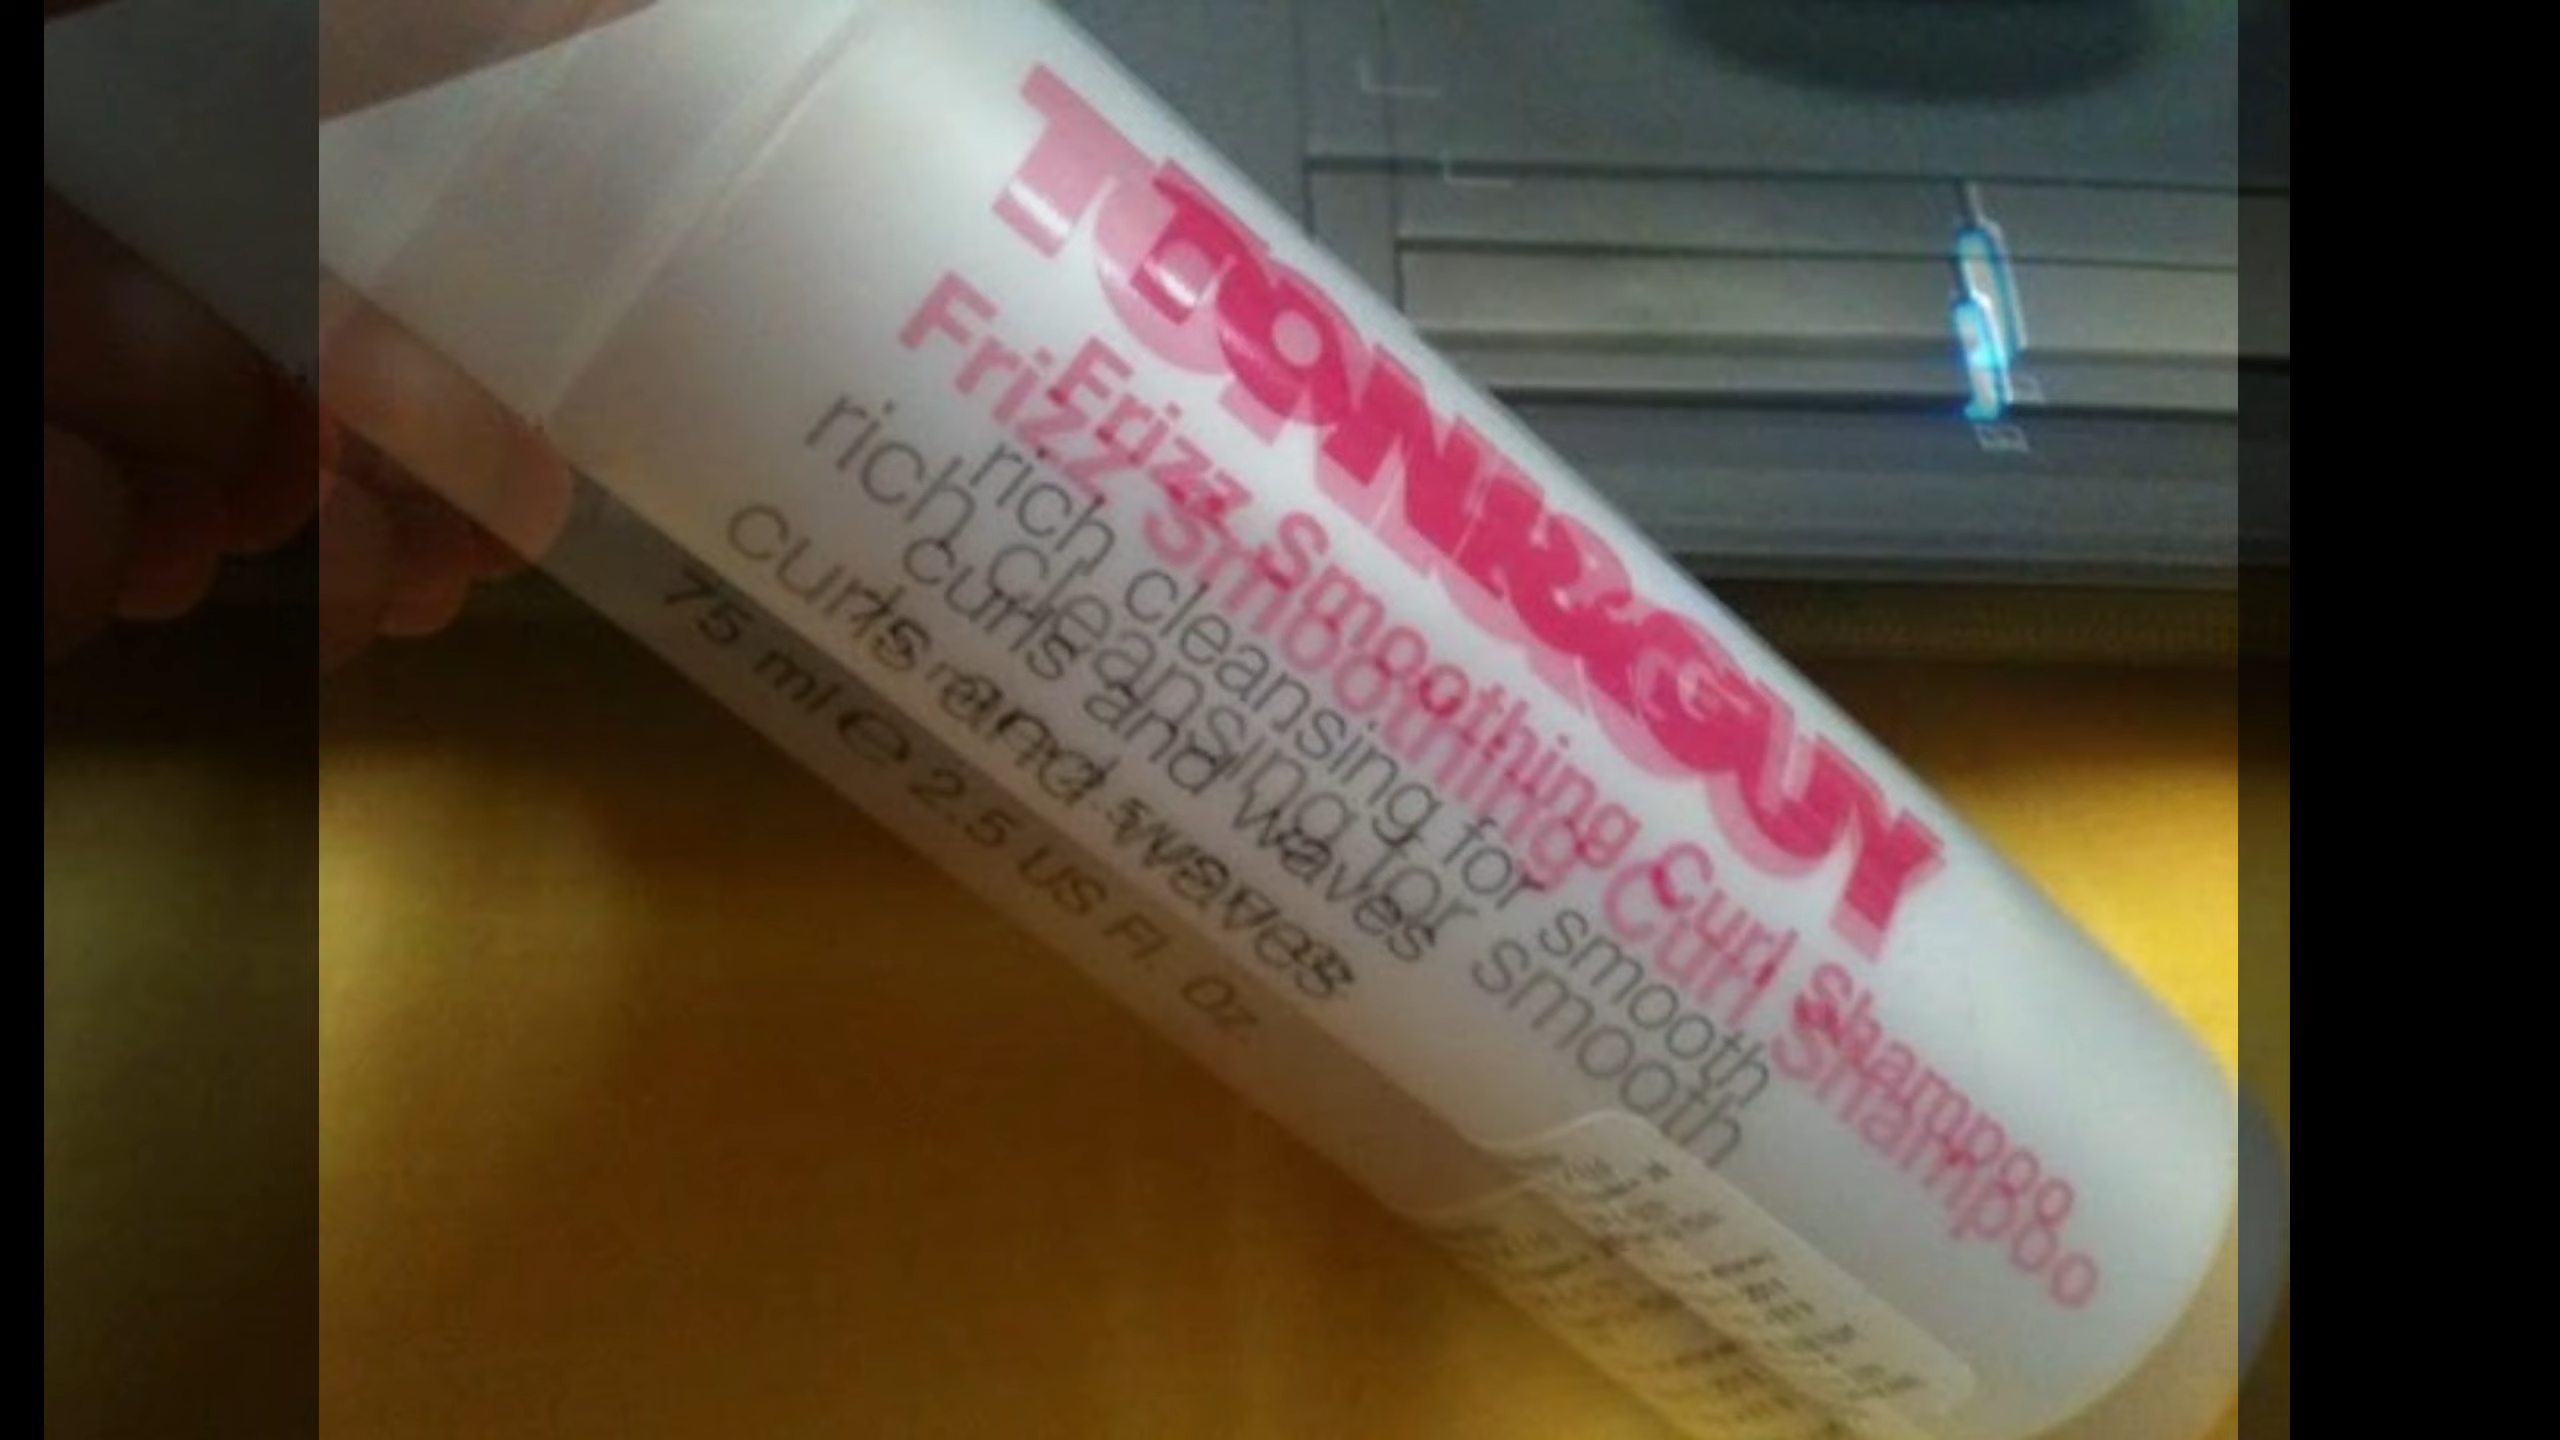 TONI&GUY
Frizz Smoothing Curl Shampoo
rich cleansing for smooth
curls and waves
75 ml e 2.5 US Fl. Oz.